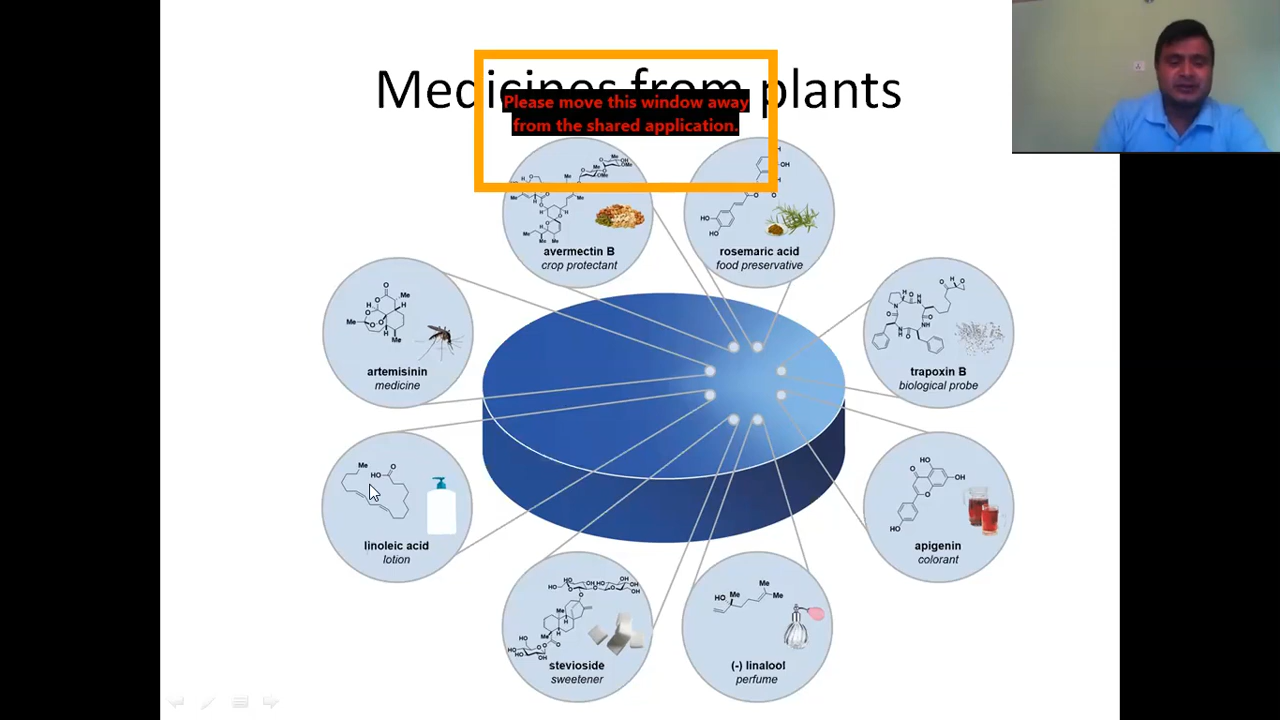 Medicines from plants
Please move this window away
from the shared application.
avermectin B
crop protectant
rosemaric acid
food preservative
artemisinin
medicine
trapoxin B
biological probe
linoleic acid
lotion
apigenin
colorant
stevioside
sweetener
(-) linalool
perfume